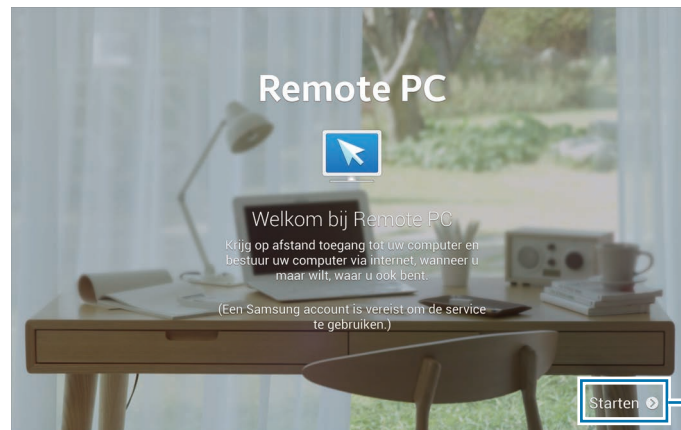 Remote PC
Welkom bij Remote PC
Krijg op afstand toegang tot uw computer en
bestuur uw computer via internet, wanneer u
maar wilt, waar u ook bent.
(Een Samsung account is vereist om de service
te gebruiken.)
Starten